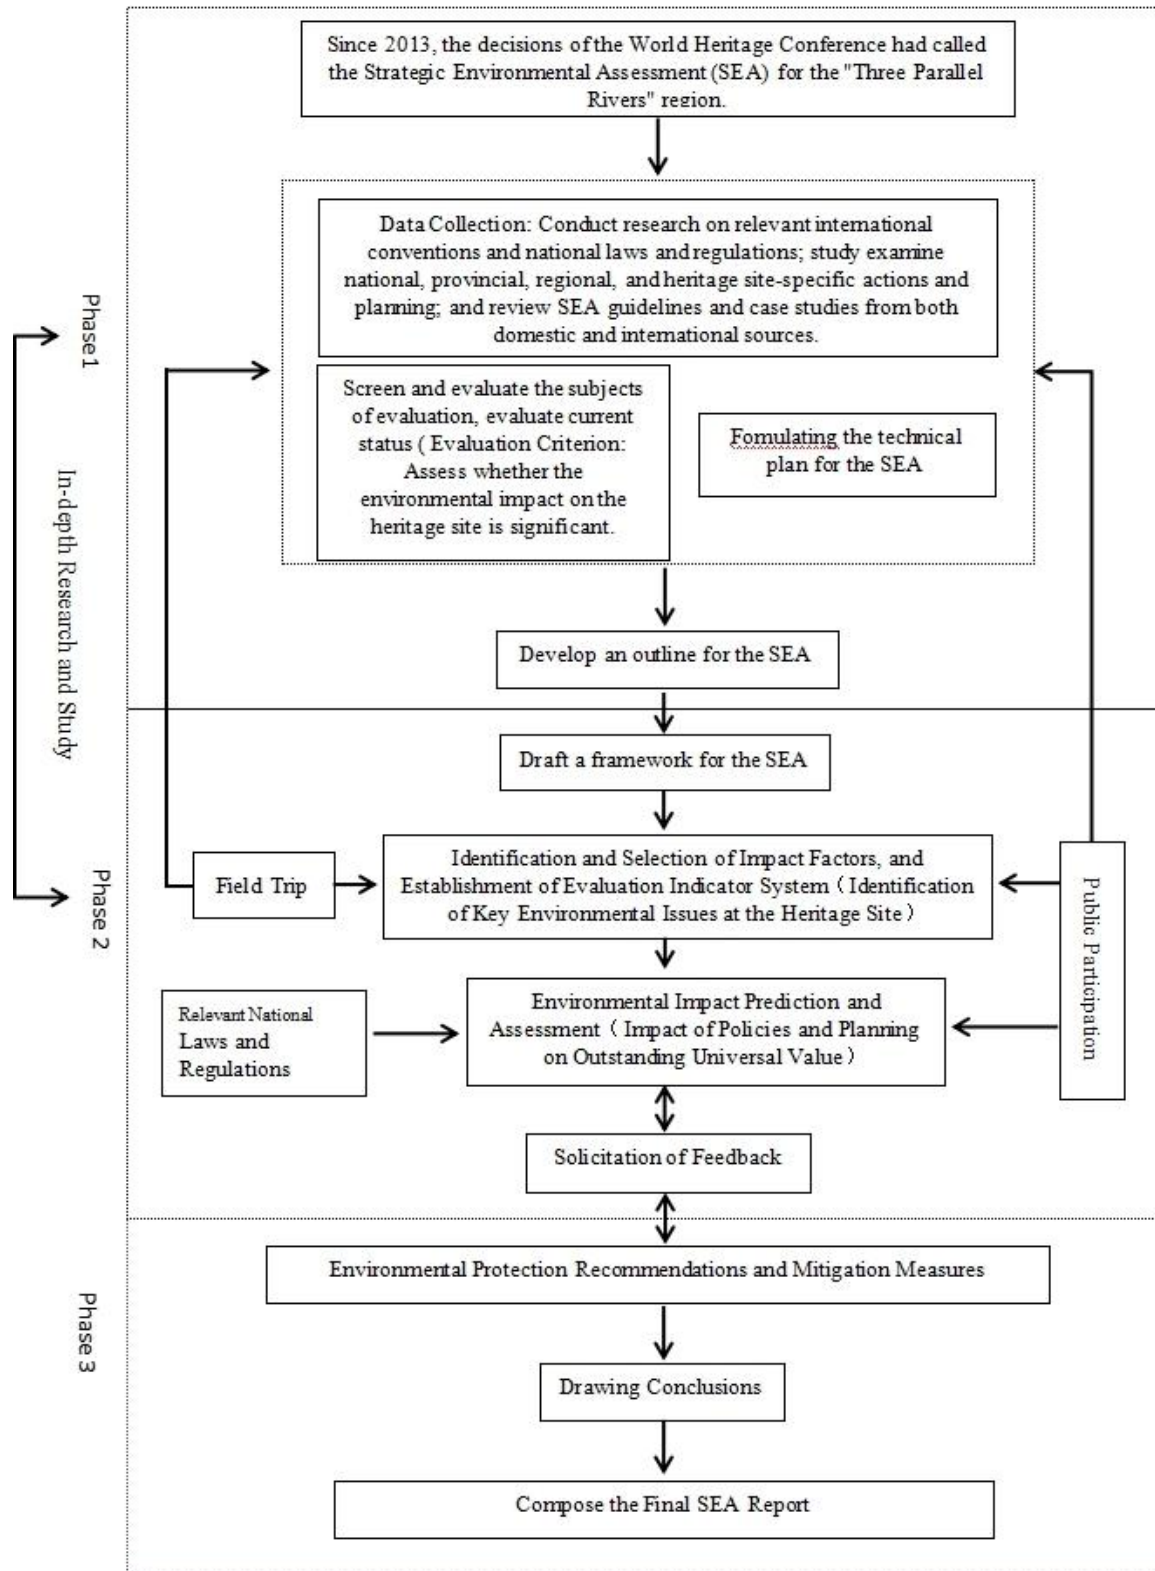 Since 2013, the decisions of the World Heritage Conference had called
the Strategic Environmental Assessment (SEA) for the "Three Parallel
Rivers" region.
Data Collection: Conduct research on relevant international
conventions and national laws and regulations; study examine
national, provincial, regional, and heritage site-specific actions and
planning; and review SEA guidelines and case studies from both
domestic and international sources.
Phase1
Screen and evaluate the subjects
of evaluation, evaluate current
status ( Evaluation Criterion:
Assess whether the
environmental impact on the
heritage site is significant.
Fomulating the technical
plan for the SEA
In-depth Research and Study
Develop an outline for the SEA
Draft a framework for the SEA
Phase 2
Field Trip
Identification and Selection of Impact Factors, and
Establishment of Evaluation Indicator System ( Identification
of Key Environmental Issues at the Heritage Site )
Public Participation
Relevant National
Laws and
Regulations
Environmental Impact Prediction and
Assessment ( Impact of Policies and Planning
on Outstanding Universal Value )
Solicitation of Feedback
Phase 3
Environmental Protection Recommendations and Mitigation Measures
Drawing Conclusions
Compose the Final SEA Report